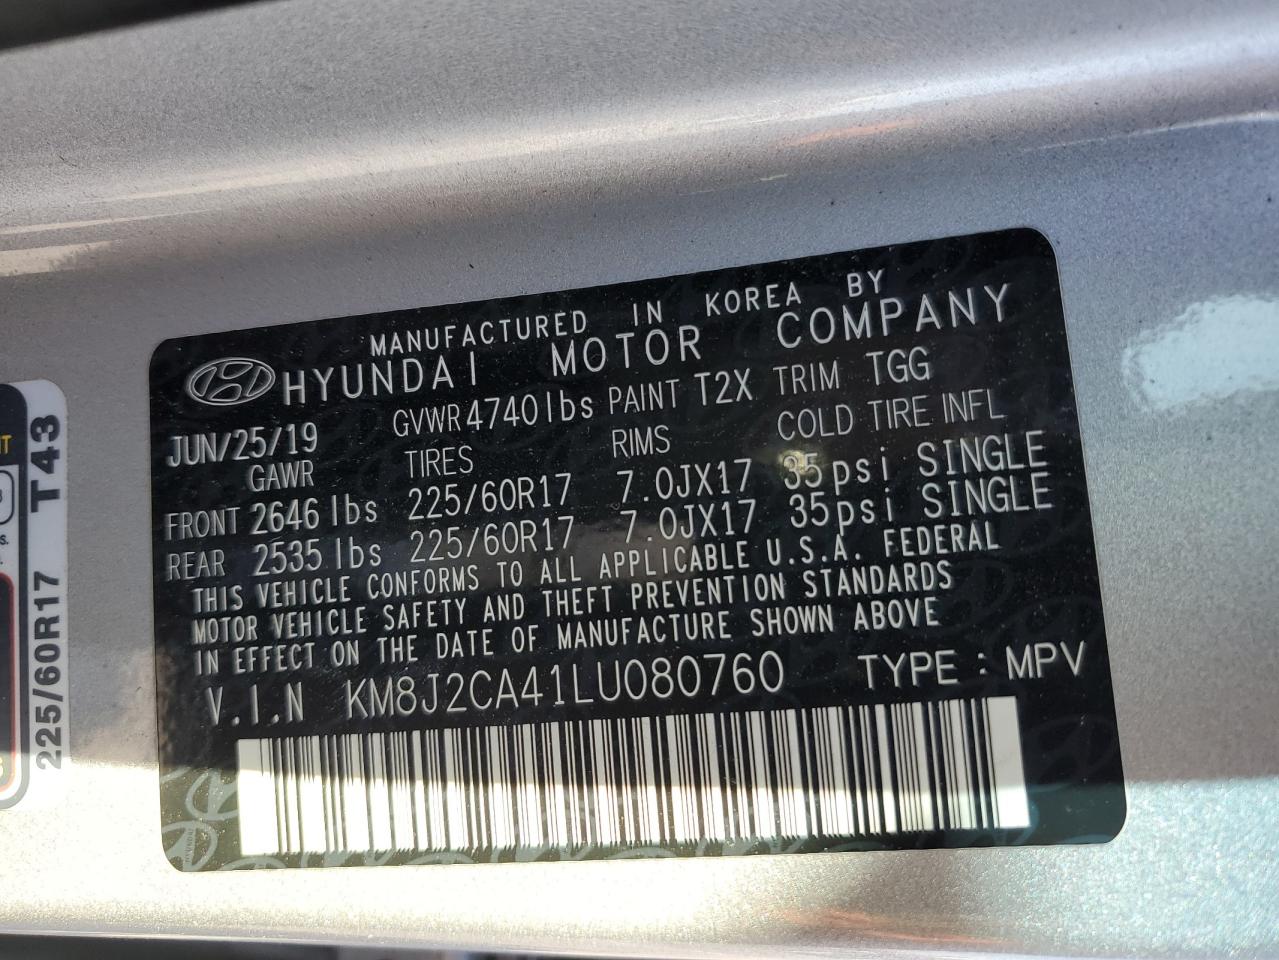 MANUFACTURED IN KOREA BY
HYUNDAI MOTOR COMPANY
JUN/25/19 GVWR 4740lbs PAINT T2X TRIM TGG
GAWR TIRES RIMS COLD TIRE INFL
FRONT 2646 lbs 225/60R17 7.0JX17 35psi SINGLE
REAR 2535 lbs 225/60R17 7.0JX17 35psi SINGLE
THIS VEHICLE CONFORMS TO ALL APPLICABLE U.S.A. FEDERAL
MOTOR VEHICLE SAFETY AND THEFT PREVENTION STANDARDS
IN EFFECT ON THE DATE OF MANUFACTURE SHOWN ABOVE
V.I.N KM8J2CA41LU080760 TYPE : MPV
225/60R17 T43